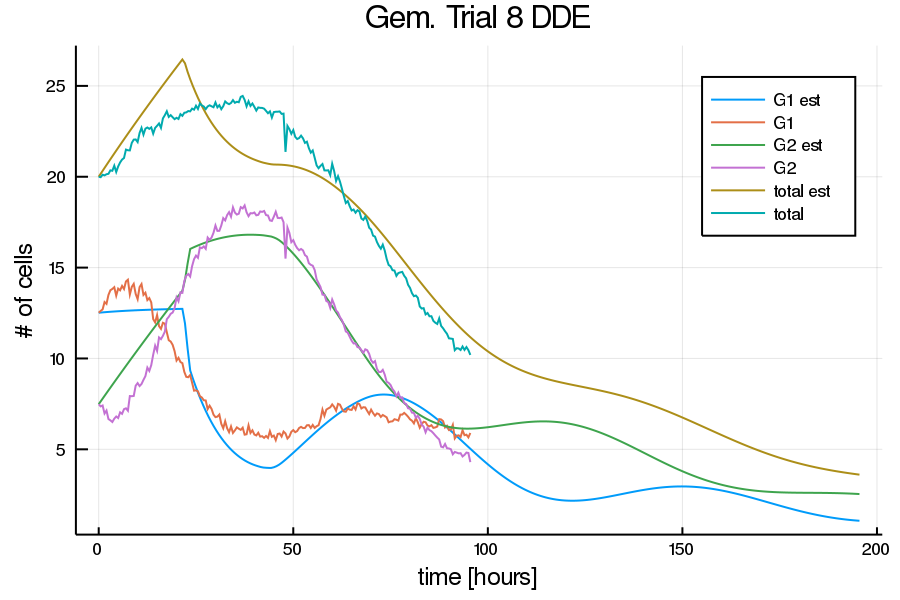 Gem. Trial 8 DDE
# of cells
25
20
15
10
5
G1 est
G1
G2 est
G2
total est
total
0
50
100
150
200
time [hours]